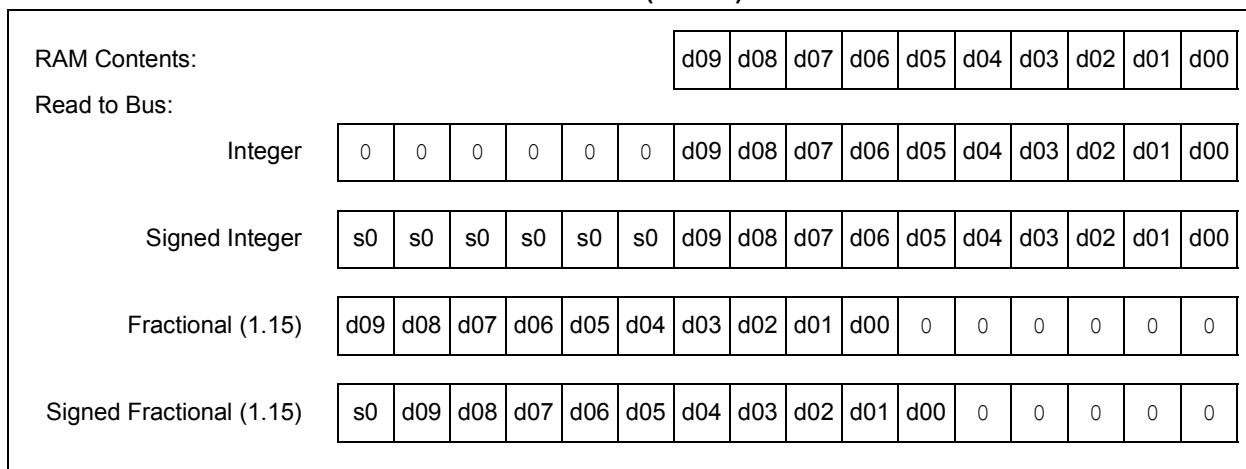 RAM Contents: d09 d08 d07 d06 d05 d04 d03 d02 d01 d00
Read to Bus:
Integer 0 0 0 0 0 0 d09 d08 d07 d06 d05 d04 d03 d02 d01 d00
Signed Integer s0 s0 s0 s0 s0 s0 d09 d08 d07 d06 d05 d04 d03 d02 d01 d00
Fractional (1.15) d09 d08 d07 d06 d05 d04 d03 d02 d01 d00 0 0 0 0 0 0
Signed Fractional (1.15) s0 d09 d08 d07 d06 d05 d04 d03 d02 d01 d00 0 0 0 0 0